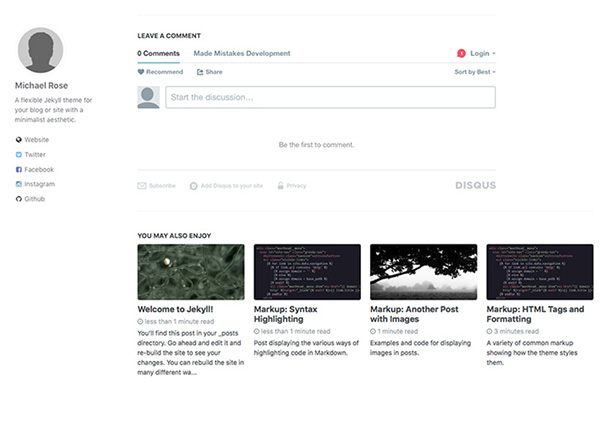 Michael Rose
A flexible Jekyll theme for
your blog or site with a
minimalist aesthetic.
Website
Twitter
Facebook
Instagram
Github
LEAVE A COMMENT
0 Comments Made Mistakes Development 1 Login
Recommend Share Sort by Best
Start the discussion…
Be the first to comment.
Subscribe Add Disqus to your site Privacy DISQUS
YOU MAY ALSO ENJOY
Welcome to Jekyll!
less than 1 minute read
You'll find this post in your _posts
directory. Go ahead and edit it and
re-build the site to see your
changes. You can rebuild the site in
many different wa...
Markup: Syntax
Highlighting
less than 1 minute read
Post displaying the various ways of
highlighting code in Markdown.
Markup: Another Post
with Images
1 minute read
Examples and code for displaying
images in posts.
Markup: HTML Tags and
Formatting
3 minutes read
A variety of common markup
showing how the theme styles
them.